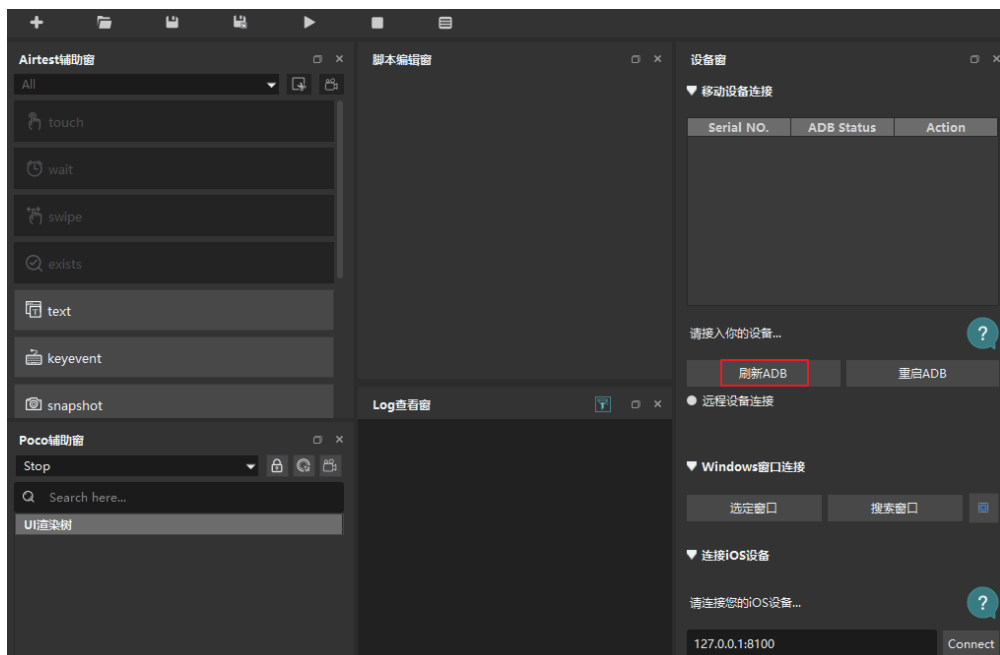 Airtest辅助窗
All
touch
wait
swipe
exists
text
keyevent
snapshot
Poco辅助窗
Stop
Search here...
UI渲染树
脚本编辑窗
Log查看窗
设备窗
移动设备连接
Serial NO. ADB Status Action
请接入你的设备...
?
刷新ADB 重启ADB
远程设备连接
Windows窗口连接
选定窗口 搜索窗口
连接iOS设备
请连接您的iOS设备...
?
127.0.0.1:8100 Connect